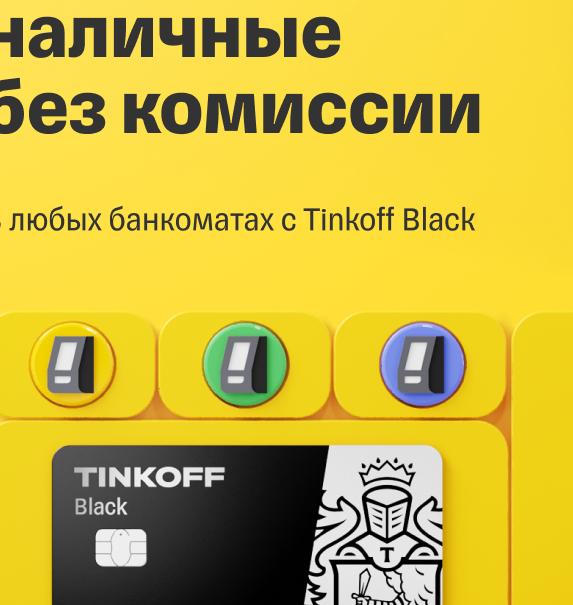 наличные
без комиссии
в любых банкоматах с Tinkoff Black
TINKOFF
Black
T